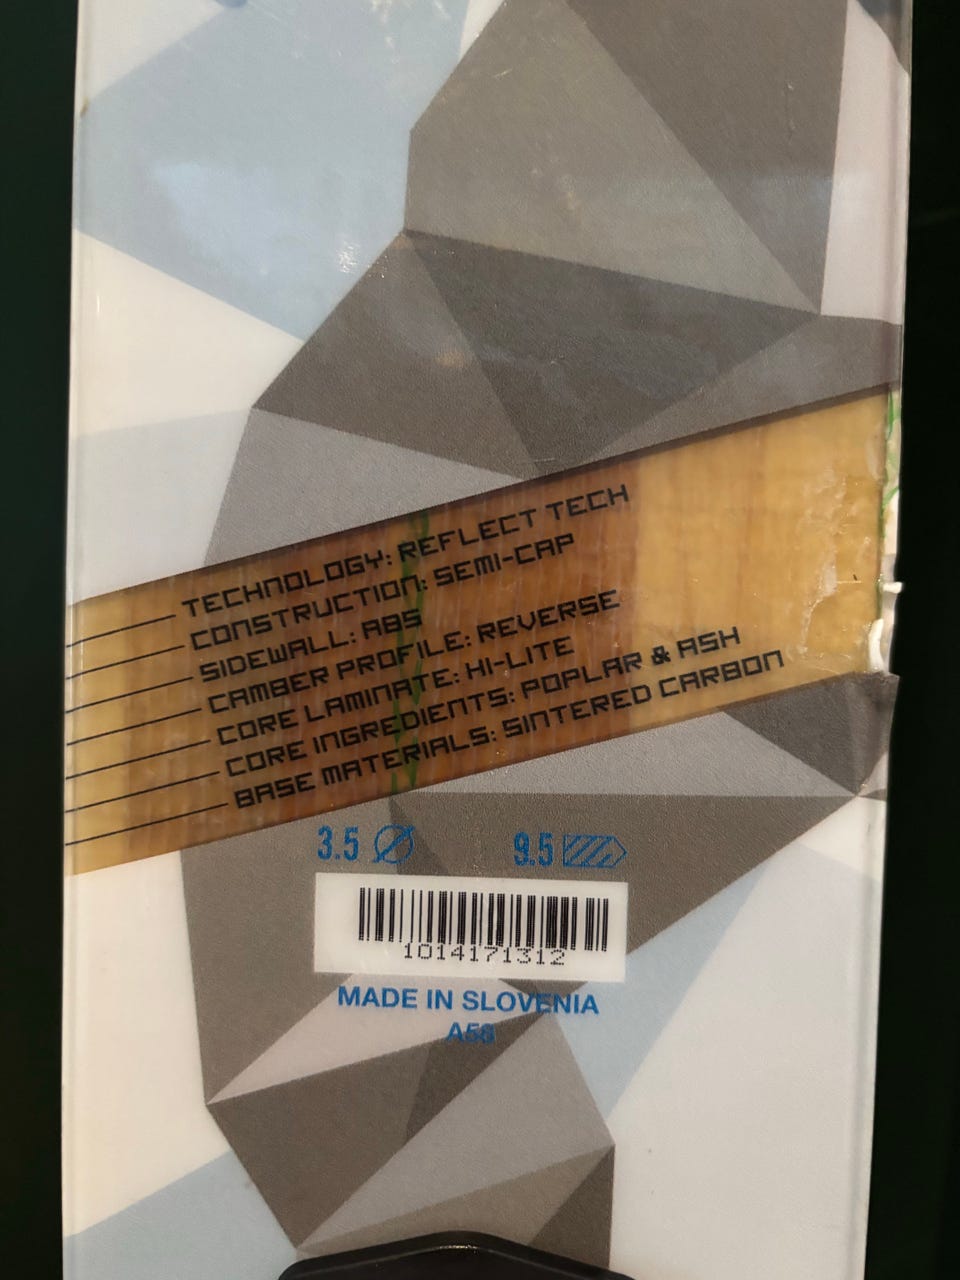 TECHNOLOGY: REFLECT TECH
CONSTRUCTION: SEMI-CAP
SIDEWALL: ABS
CAMBER PROFILE: REVERSE
CORE LAMINATE: HI-LITE
CORE INGREDIENTS: POPLAR & ASH
BASE MATERIALS: SINTERED CARBON
3.5 9.5
1014171312
MADE IN SLOVENIA
A58